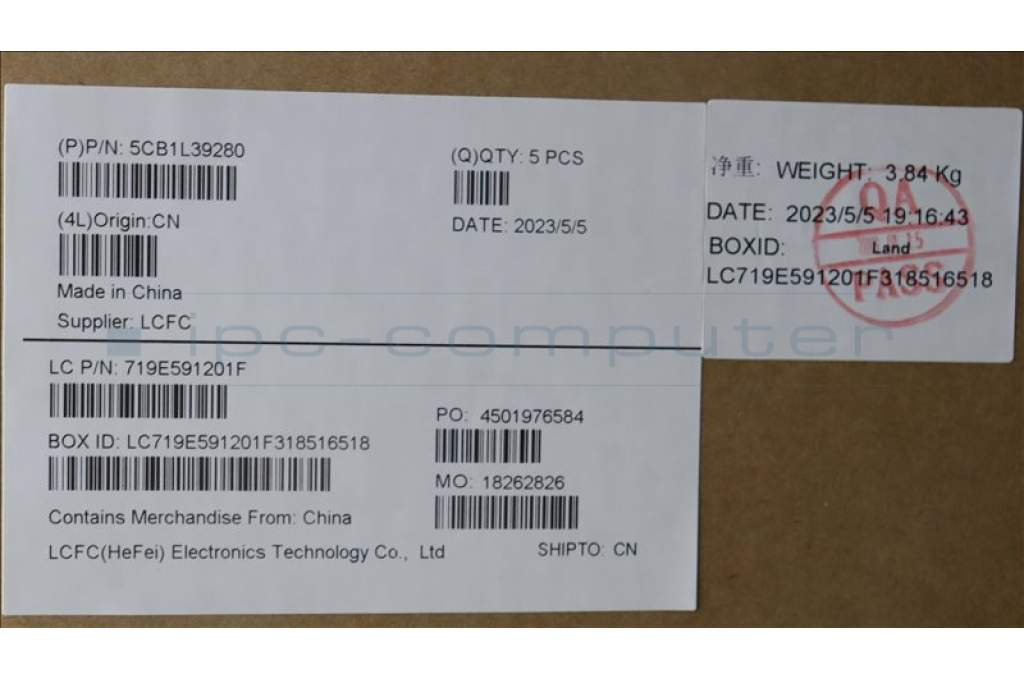 (P)P/N: 5CB1L39280
(Q)QTY: 5 PCS
(4L)Origin:CN
DATE: 2023/5/5
Made in China
Supplier: LCFC
LC P/N: 719E591201F
PO: 4501976584
BOX ID: LC719E591201F318516518
MO: 18262826
Contains Merchandise From: China
LCFC(HeFei) Electronics Technology Co., Ltd
SHIPTO: CN
净重: WEIGHT: 3.84 Kg
DATE: 2023/5/5 19:16:43
BOXID: Land
LC719E591201F318516518
QA
PASS
ipc-computer